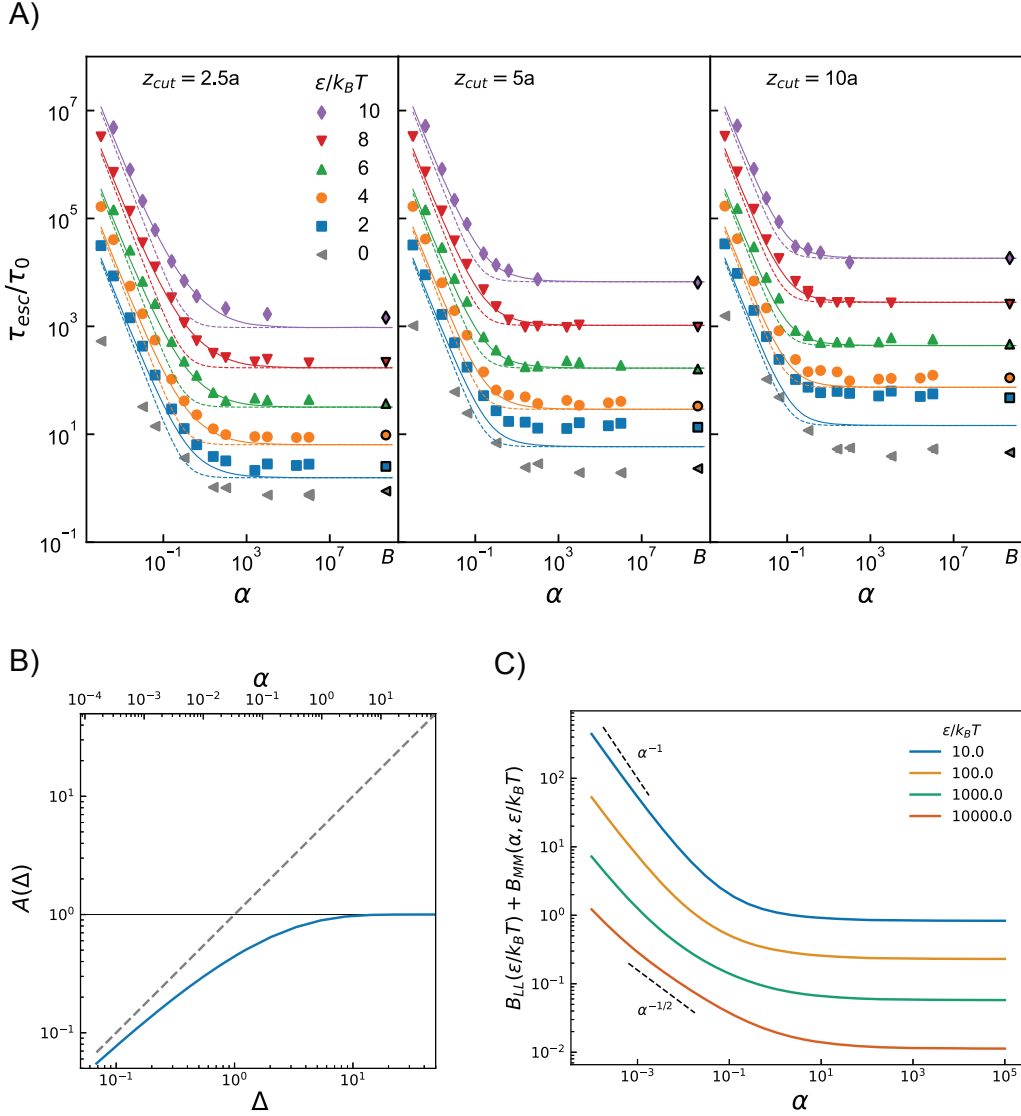 A)
z_cut = 2.5a
ε/k_BT
10
8
6
4
2
0
z_cut = 5a
z_cut = 10a
10^7
10^5
10^3
10^1
10^-1
τ_esc/τ_0
10^-1 10^3 10^7 B
10^-1 10^3 10^7 B
10^-1 10^3 10^7 B
α α α
B)
α
10^-4 10^-3 10^-2 10^-1 10^0 10^1
10^1
10^0
10^-1
A(Δ)
10^-1 10^0 10^1
Δ
C)
ε/k_BT
10.0
100.0
1000.0
10000.0
α^-1
α^-1/2
10^2
10^1
10^0
10^-1
10^-2
B_LL(ε/k_BT) + B_MM(α, ε/k_BT)
10^-3 10^-1 10^1 10^3 10^5
α